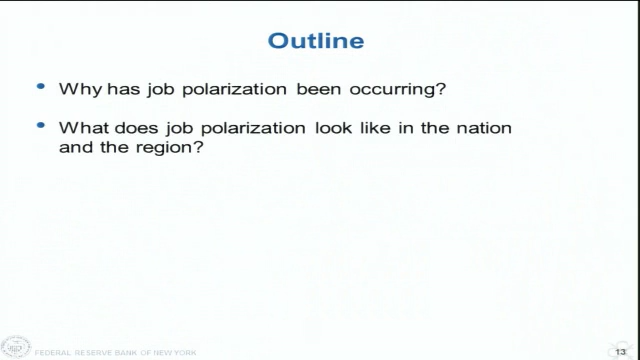 Outline
Why has job polarization been occurring?
What does job polarization look like in the nation
and the region?
FEDERAL RESERVE BANK OF NEW YORK
13